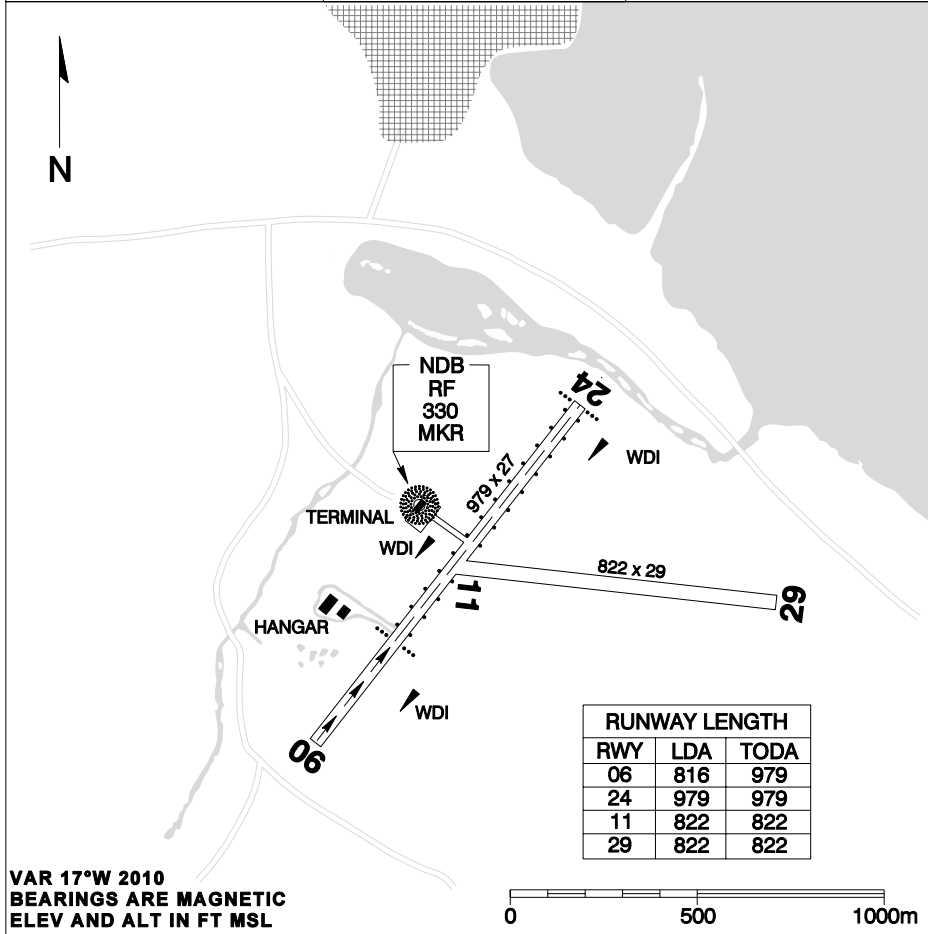 N
NDB
RF
330
MKR
24
WDI
979 x 27
TERMINAL
WDI
822 x 29
11
29
HANGAR
WDI
06
RUNWAY LENGTH
RWY LDA TODA
06 816 979
24 979 979
11 822 822
29 822 822
VAR 17°W 2010
BEARINGS ARE MAGNETIC
ELEV AND ALT IN FT MSL
0 500 1000m